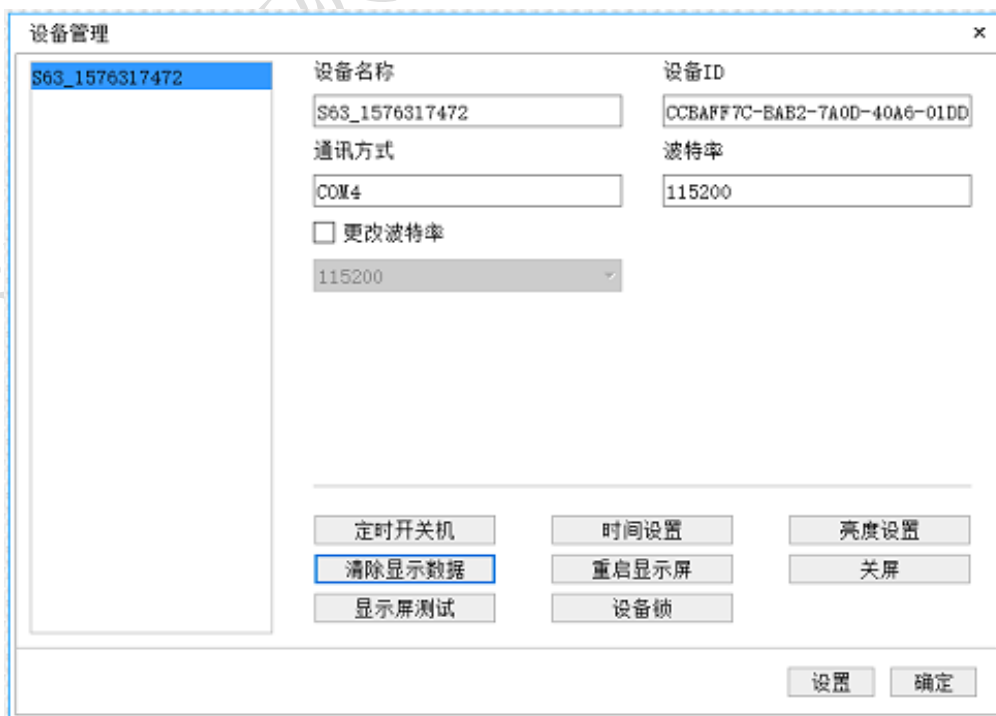 设备管理
S63_1576317472
设备名称
设备ID
S63_1576317472
CCBAFF7C-BAB2-7A0D-40A6-01DD
通讯方式
波特率
COM4
115200
更改波特率
115200
定时开关机
时间设置
亮度设置
清除显示数据
重启显示屏
关屏
显示屏测试
设备锁
设置
确定